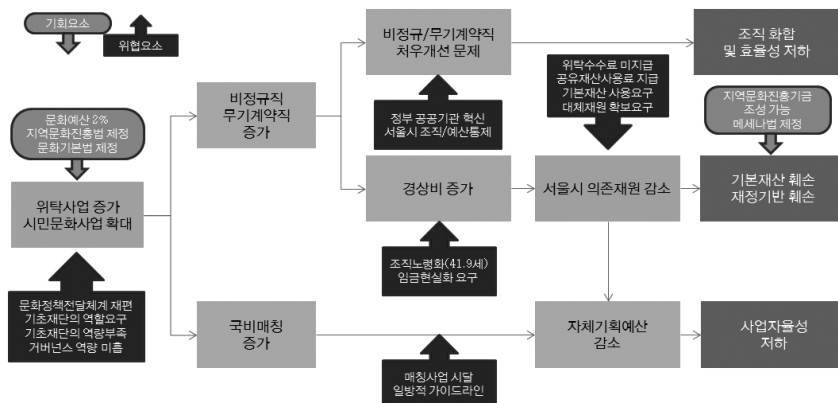 기회요소
위협요소
문화예산 2%
지역문화진흥법 제정
문화기본법 제정
위탁사업 증가
시민문화사업 확대
문화정책전달체계 재편
기초재단의 역할요구
기초재단의 역량부족
거버넌스 역량 미흡
비정규직
무기계약직
증가
국비매칭
증가
비정규/무기계약직
처우개선 문제
정부 공공기관 혁신
서울시 조직/예산통제
경상비 증가
조직노령화(41.9세)
임금현실화 요구
매칭사업 시달
일방적 가이드라인
위탁수수료 미지급
공유재산사용료 지급
기본재산 사용요구
대체재원 확보요구
서울시 의존재원 감소
자체기획예산
감소
조직 화합
및 효율성 저하
지역문화진흥기금
조성 가능
메세나법 제정
기본재산 훼손
재정기반 훼손
사업자율성
저하